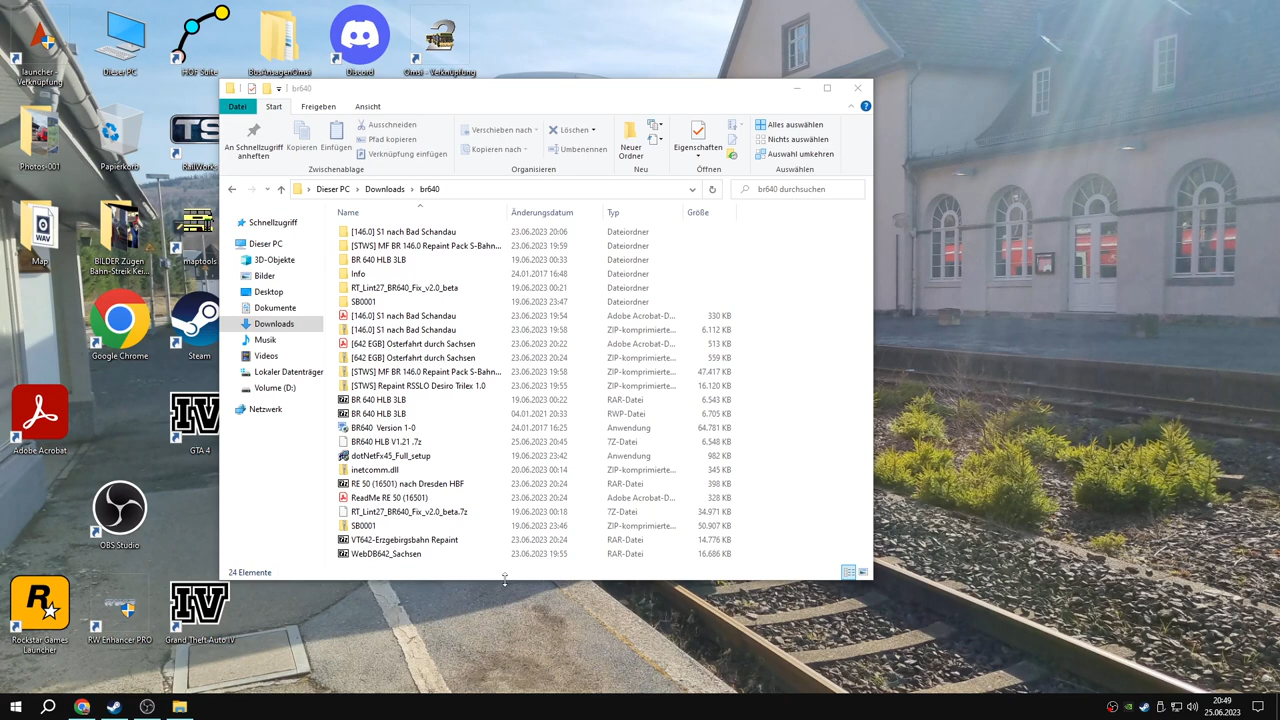 launcher - Verknüpfung
Dieser PC
HOF Suite
BusAnsagenOmsi
Discord
Omsi - Verknüpfung
Photos-001
Papierkorb
RailWorks
Map
BILDER Zügen Bahn-Streik Kei...
maptools
Google Chrome
Steam
Adobe Acrobat
GTA 4
OBS Studio
Rockstar Games Launcher
RW Enhancer PRO
Grand Theft Auto IV
br640
Datei Start Freigeben Ansicht
An Schnellzugriff anheften
Kopieren
Einfügen
Ausschneiden
Pfad kopieren
Verknüpfung einfügen
Zwischenablage
Verschieben nach
Kopieren nach
Löschen
Umbenennen
Organisieren
Neuer Ordner
Neu
Eigenschaften
Öffnen
Alles auswählen
Nichts auswählen
Auswahl umkehren
Auswählen
Dieser PC > Downloads > br640
br640 durchsuchen
Schnellzugriff
Dieser PC
3D-Objekte
Bilder
Desktop
Dokumente
Downloads
Musik
Videos
Lokaler Datenträger
Volume (D:)
Netzwerk
Name Änderungsdatum Typ Größe
[146.0] S1 nach Bad Schandau 23.06.2023 20:06 Dateiordner
[STWS] MF BR 146.0 Repaint Pack S-Bahn... 23.06.2023 19:59 Dateiordner
BR 640 HLB 3LB 19.06.2023 00:33 Dateiordner
Info 24.01.2017 16:48 Dateiordner
RT_Lint27_BR640_Fix_v2.0_beta 19.06.2023 00:21 Dateiordner
SB0001 19.06.2023 23:47 Dateiordner
[146.0] S1 nach Bad Schandau 23.06.2023 19:54 Adobe Acrobat-D... 330 KB
[146.0] S1 nach Bad Schandau 23.06.2023 19:58 ZIP-komprimierte... 6.112 KB
[642 EGB] Osterfahrt durch Sachsen 23.06.2023 20:22 Adobe Acrobat-D... 513 KB
[642 EGB] Osterfahrt durch Sachsen 23.06.2023 20:22 ZIP-komprimierte... 559 KB
[STWS] MF BR 146.0 Repaint Pack S-Bahn... 23.06.2023 19:58 ZIP-komprimierte... 47.417 KB
[STWS] Repaint RSSLO Desiro Trilex 1.0 23.06.2023 19:55 ZIP-komprimierte... 16.120 KB
BR 640 HLB 3LB 19.06.2023 00:22 RAR-Datei 6.543 KB
BR 640 HLB 3LB 04.01.2021 20:33 RWP-Datei 6.705 KB
BR640 Version 1-0 24.01.2017 16:25 Anwendung 64.781 KB
BR640 HLB V1.21 .7z 25.06.2023 20:45 7Z-Datei 6.548 KB
dotNetFx45_Full_setup 19.06.2023 23:42 Anwendung 982 KB
inetcomm.dll 20.06.2023 00:14 ZIP-komprimierte... 345 KB
RE 50 (16501) nach Dresden HBF 23.06.2023 20:24 RAR-Datei 398 KB
ReadMe RE 50 (16501) 23.06.2023 20:24 Adobe Acrobat-D... 328 KB
RT_Lint27_BR640_Fix_v2.0_beta.7z 19.06.2023 00:18 7Z-Datei 34.971 KB
SB0001 19.06.2023 23:46 ZIP-komprimierte... 50.907 KB
VT642-Erzgebirgsbahn Repaint 23.06.2023 20:24 RAR-Datei 14.776 KB
WebDB642_Sachsen 23.06.2023 19:55 RAR-Datei 16.686 KB
24 Elemente
20:49
25.06.2023